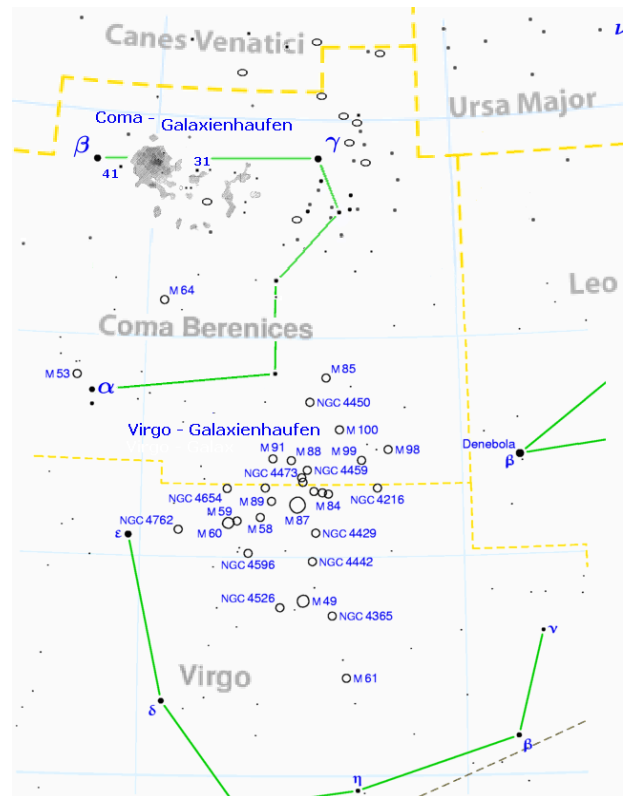 Canes Venatici
ν
Ursa Major
Coma -
Galaxienhaufen
β
γ
41
31
Leo
M 64
Coma Berenices
M 53
α
M 85
NGC 4450
Virgo - Galaxienhaufen
M 100
Denebola
β
M 91
M 88
M 99
M 98
NGC 4473
NGC 4459
NGC 4654
M 89
M 84
NGC 4216
NGC 4762
M 59
M 87
ε
M 60
M 58
NGC 4429
NGC 4596
NGC 4442
NGC 4526
M 49
NGC 4365
ν
Virgo
M 61
δ
β
η